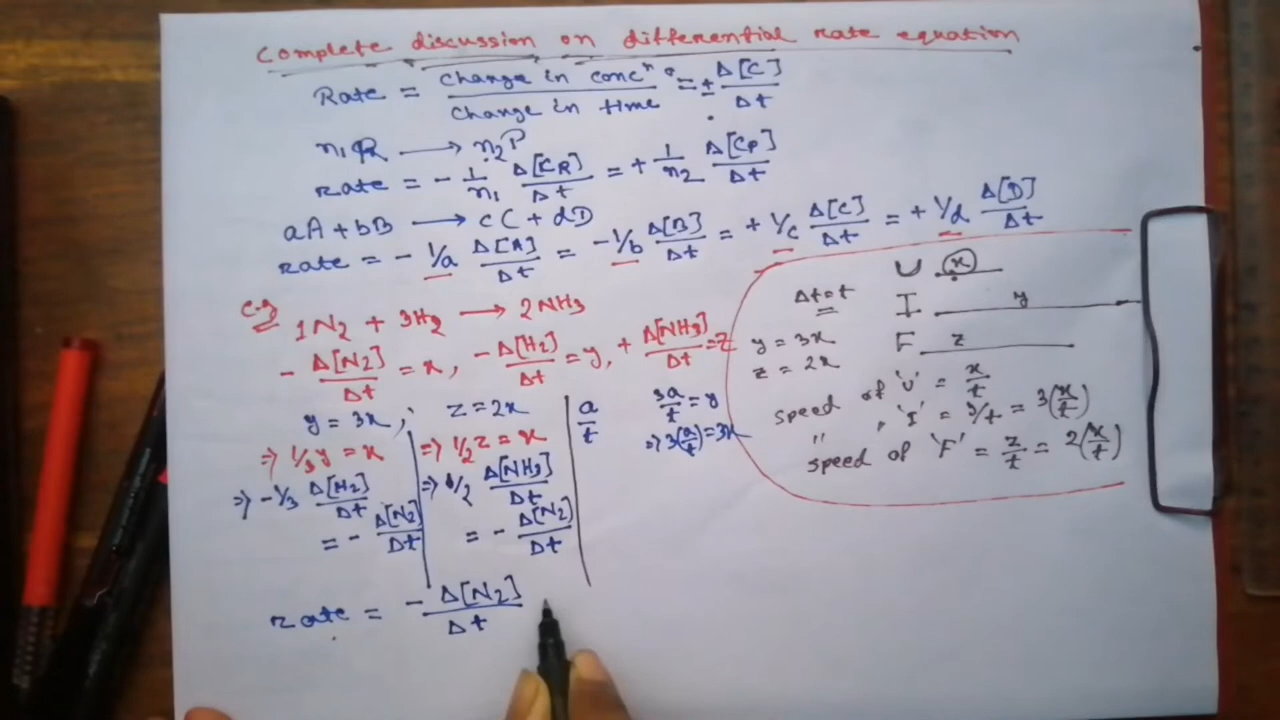 Complete discussion on differential rate equation
Rate = change in concⁿ / change in time = ± Δ[C] / Δt
n₁R ⟶ n₂P
rate = - 1/n₁ Δ[CR] / Δt = + 1/n₂ Δ[CP] / Δt
aA + bB ⟶ cC + dD
rate = - 1/a Δ[A] / Δt = - 1/b Δ[B] / Δt = + 1/c Δ[C] / Δt = + 1/d Δ[D] / Δt
e.g 1N₂ + 3H₂ ⟶ 2NH₃
- Δ[N₂] / Δt = x, - Δ[H₂] / Δt = y, + Δ[NH₃] / Δt = z
y = 3x ; z = 2x
⇒ 1/3 y = x
⇒ - 1/3 Δ[H₂] / Δt
= - Δ[N₂] / Δt
⇒ 1/2 z = x
⇒ 1/2 Δ[NH₃] / Δt
= - Δ[N₂] / Δt
a / t
3a / t = y
⇒ 3(a/t) = 3x
rate = - Δ[N₂] / Δt
U x
Δt = t
I y
F z
y = 3x
z = 2x
speed of 'U' = x / t
" , 'I' = y/t = 3(x/t)
speed of 'F' = z / t = 2(x/t)